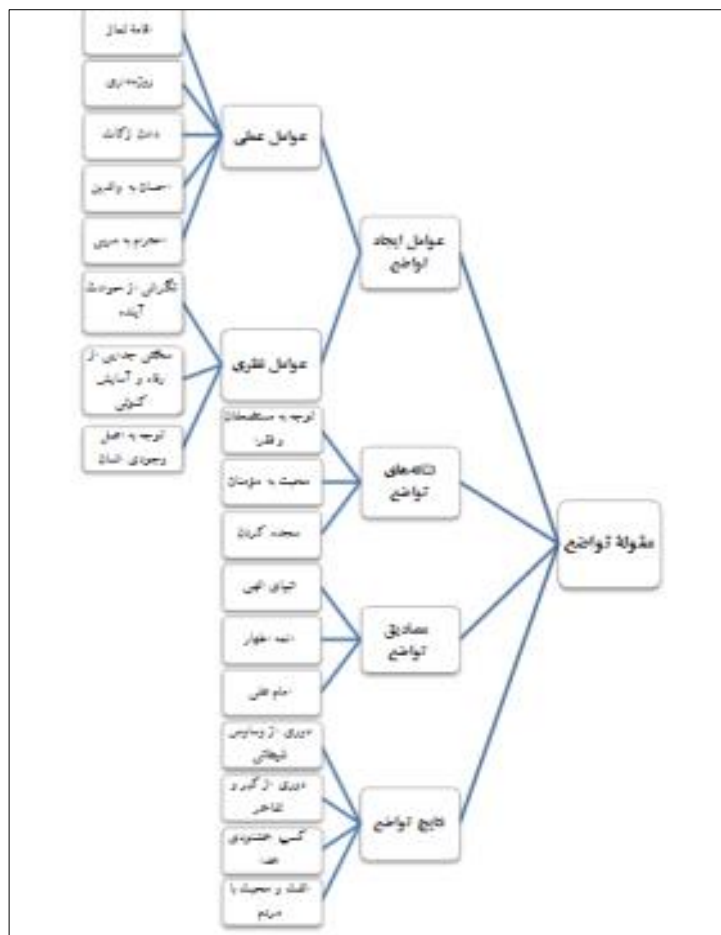 مقولهٔ تواضع
عوامل ایجاد
تواضع
عوامل عملی
اقامهٔ نماز
روزه‌داری
دادن زکات
احسان به والدین
احترام به مربی
عوامل نظری
نگرانی از حوادث
آینده
سختی جدایی از
رفاه و آسایش
کنونی
توجه به اصل
وجودی انسان
نشانه‌های
تواضع
توجه به مستضعفان
و فقرا
محبت به مؤمنان
سجده کردن
مصادیق
تواضع
انبیای الهی
ائمه اطهار
امام علی
نتایج تواضع
دوری از وساوس
شیطانی
دوری از کبر و
تفاخر
کسب خشنودی
خدا
الفت و محبت با
مردم